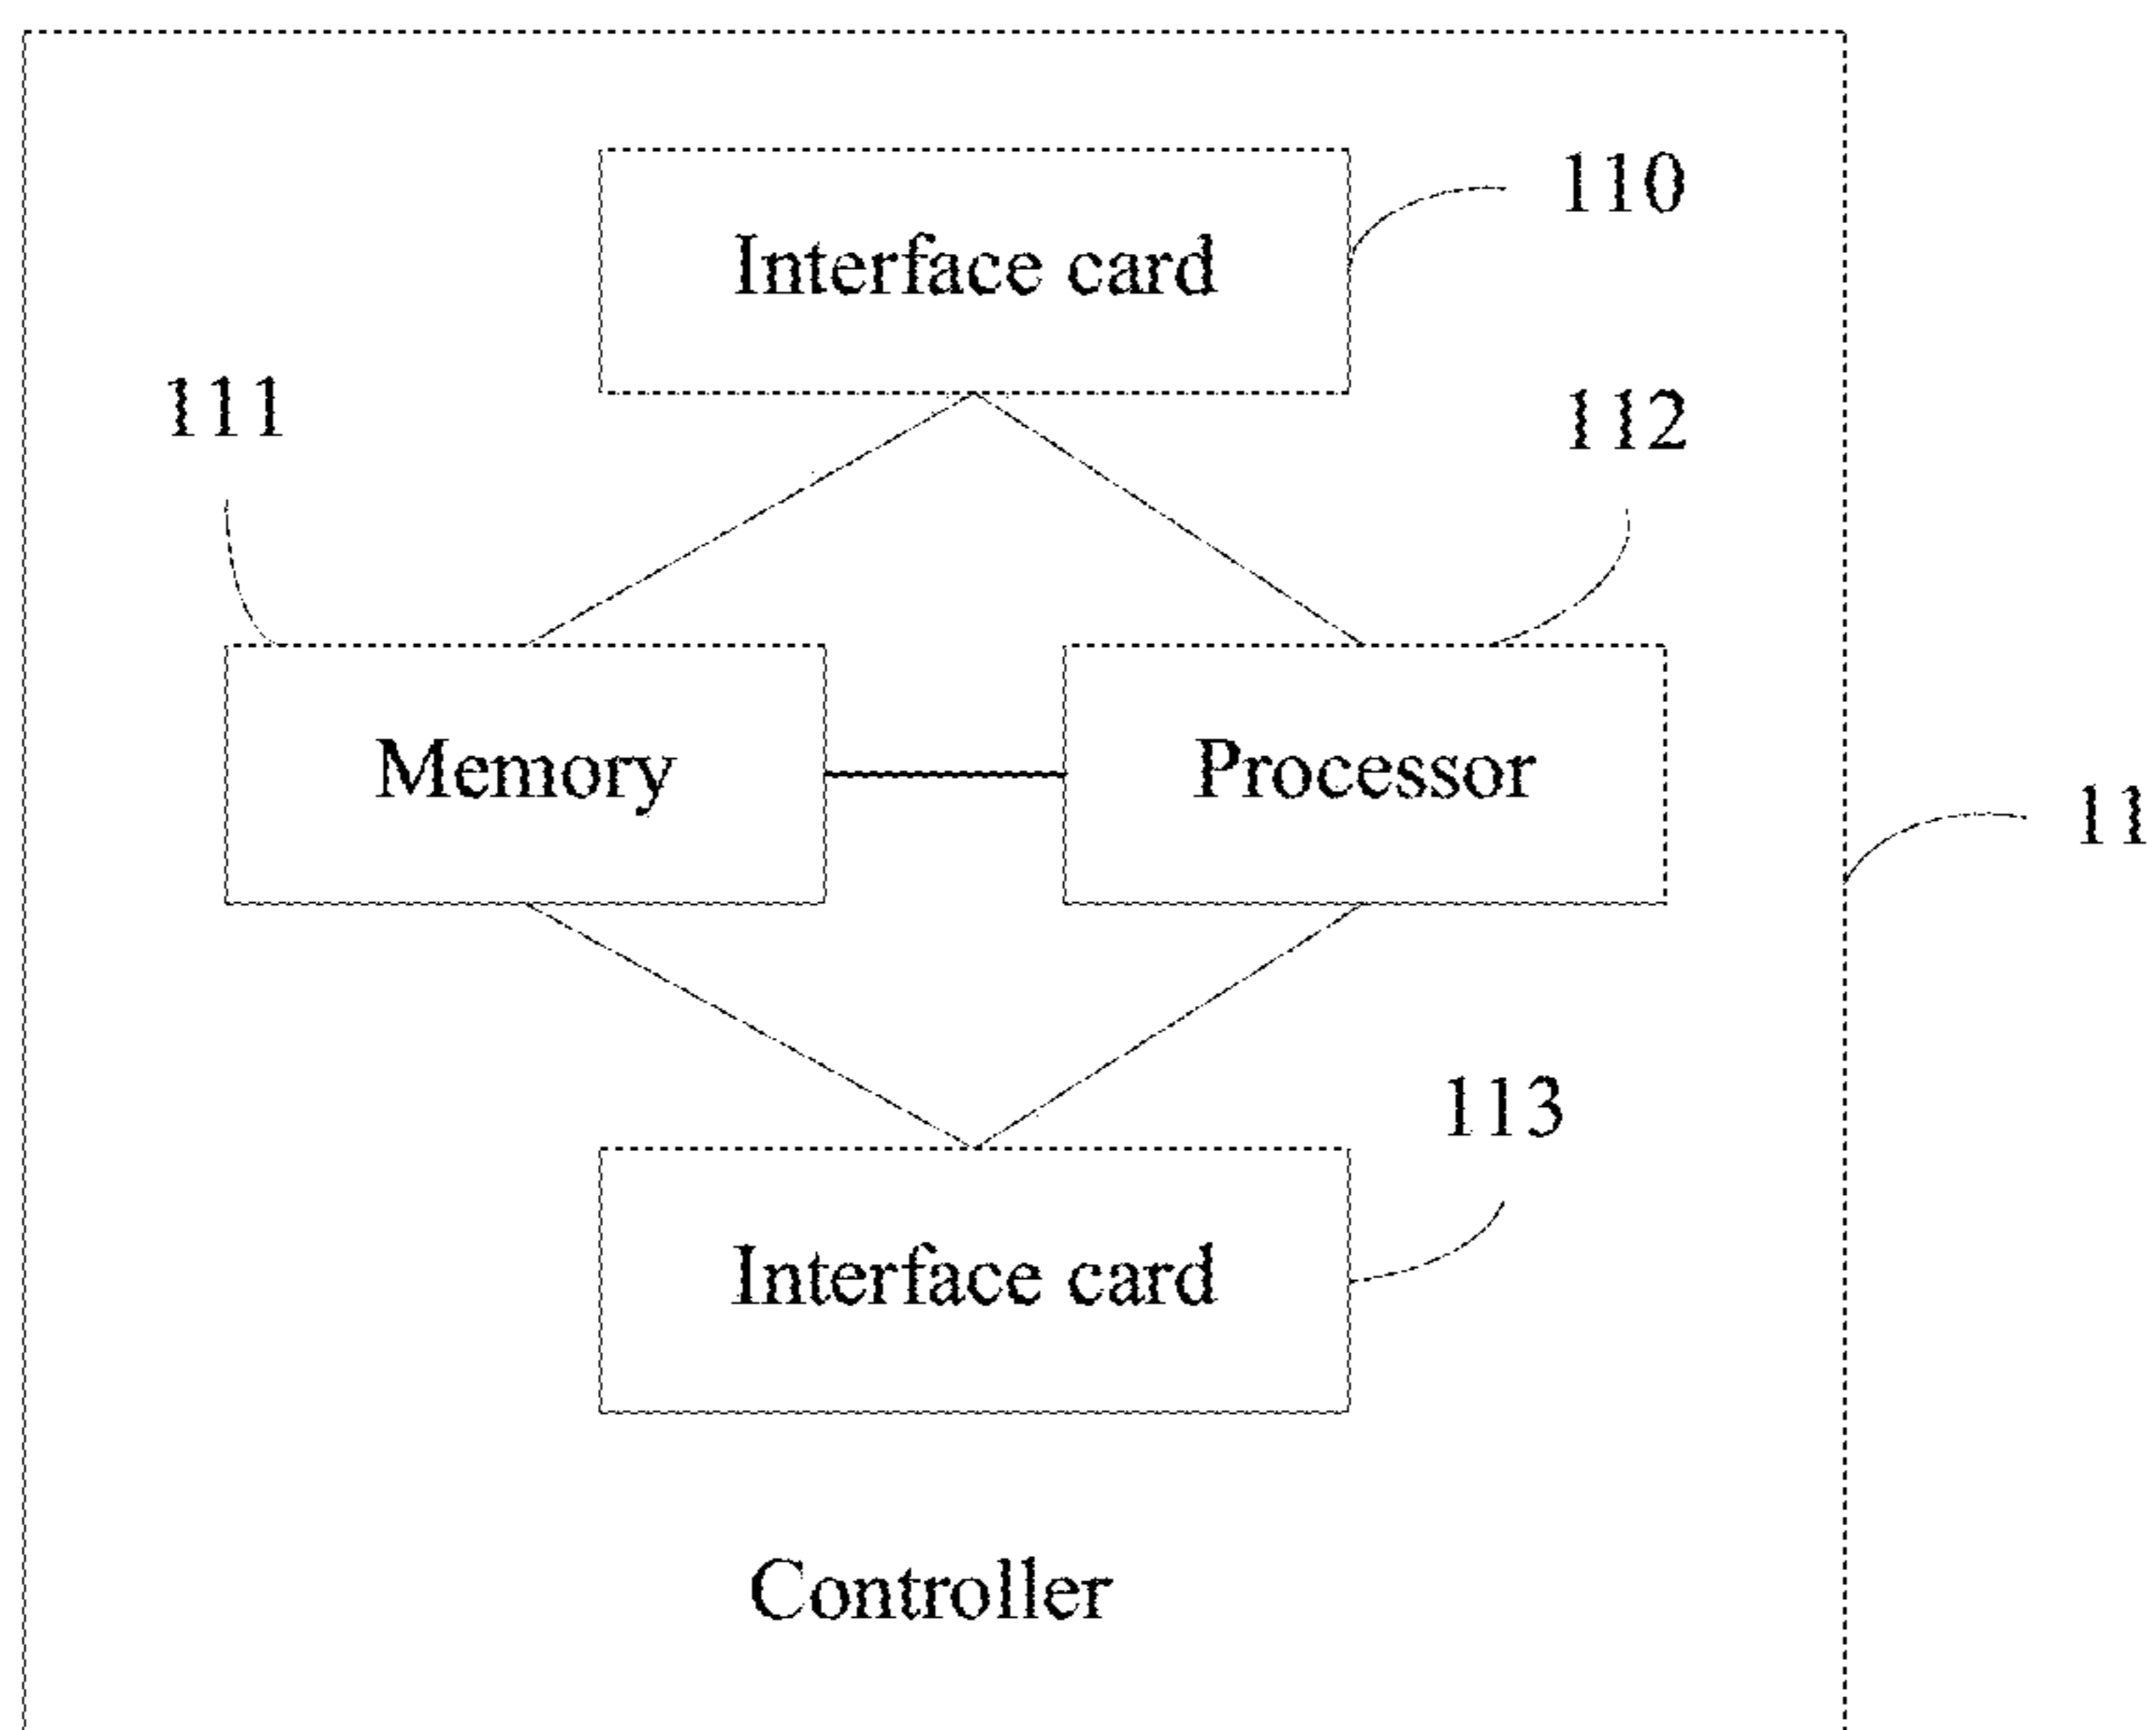 110
Interface card
111
112
Memory
Processor
11
113
Interface card
Controller